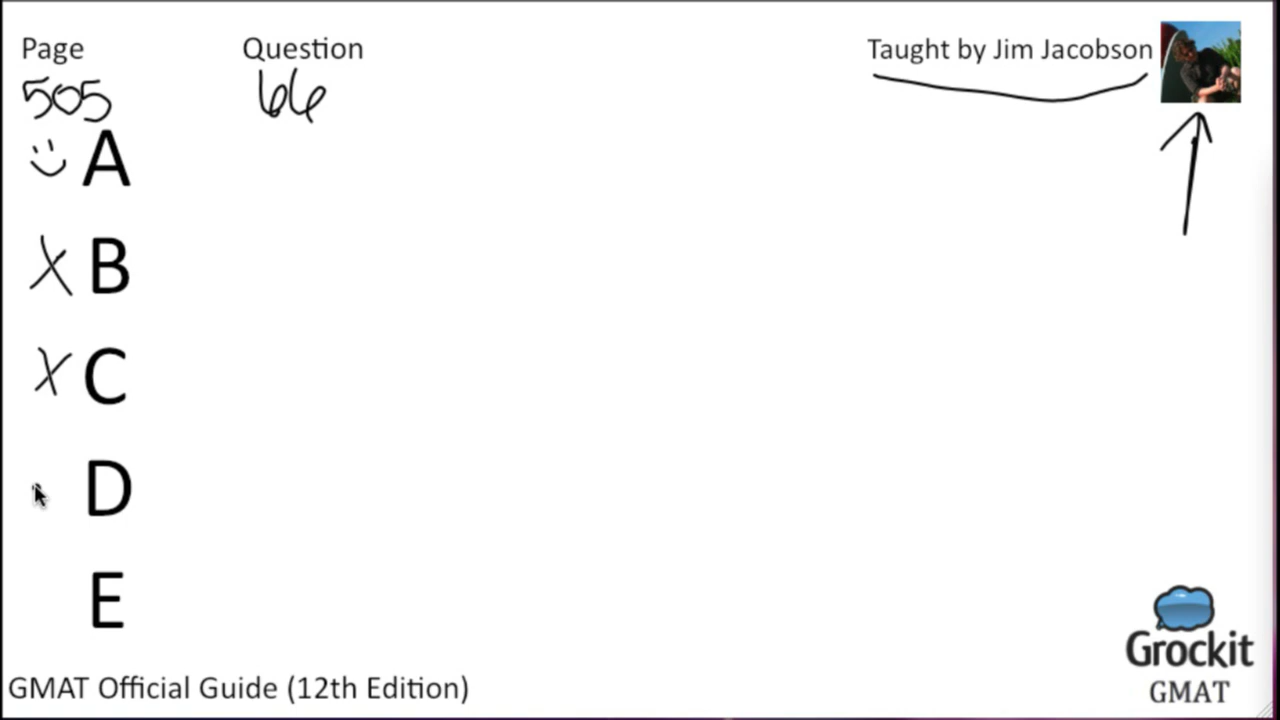 Page Question Taught by Jim Jacobson
505 66
A
X B
X C
D
E
Grockit
GMAT
GMAT Official Guide (12th Edition)